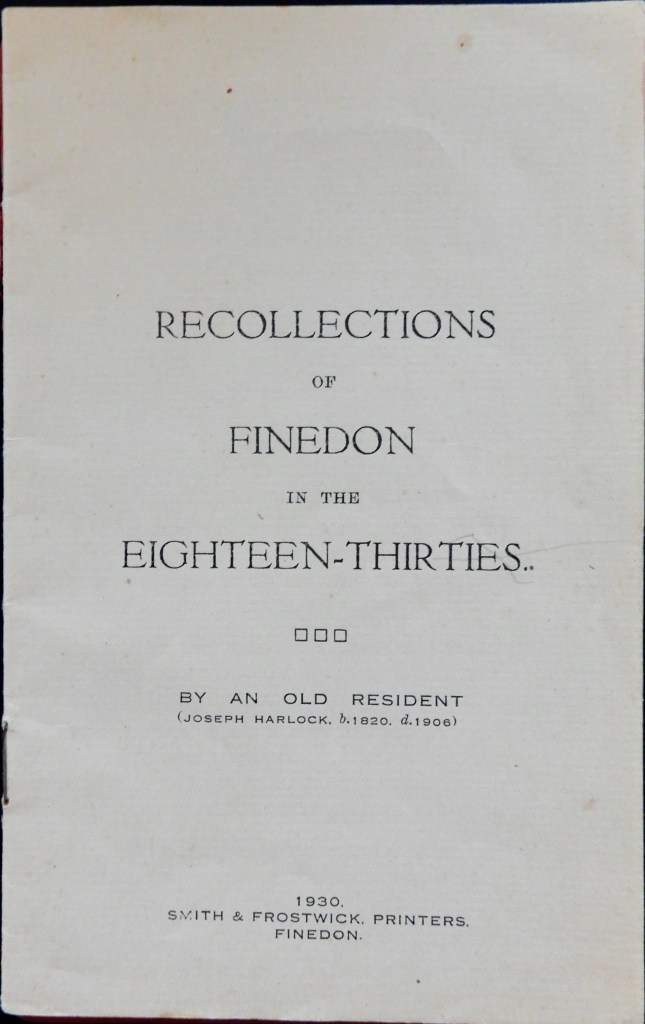 RECOLLECTIONS
OF
FINEDON
IN THE
EIGHTEEN-THIRTIES..
BY AN OLD RESIDENT
(JOSEPH HARLOCK, b.1820. d.1906)
1930.
SMITH & FROSTWICK, PRINTERS,
FINEDON.